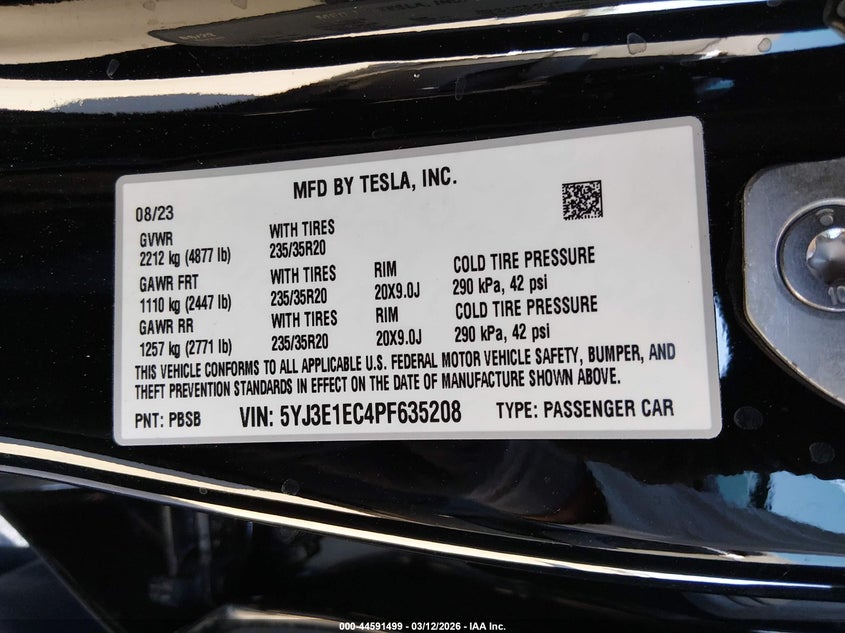 MFD BY TESLA, INC.
08/23
GVWR WITH TIRES
2212 kg (4877 lb) 235/35R20
GAWR FRT WITH TIRES RIM COLD TIRE PRESSURE
1110 kg (2447 lb) 235/35R20 20X9.0J 290 kPa, 42 psi
GAWR RR WITH TIRES RIM COLD TIRE PRESSURE
1257 kg (2771 lb) 235/35R20 20X9.0J 290 kPa, 42 psi
THIS VEHICLE CONFORMS TO ALL APPLICABLE U.S. FEDERAL MOTOR VEHICLE SAFETY, BUMPER, AND
THEFT PREVENTION STANDARDS IN EFFECT ON THE DATE OF MANUFACTURE SHOWN ABOVE.
PNT: PBSB VIN: 5YJ3E1EC4PF635208 TYPE: PASSENGER CAR
10
000-44591499 - 03/12/2026 - IAA Inc.